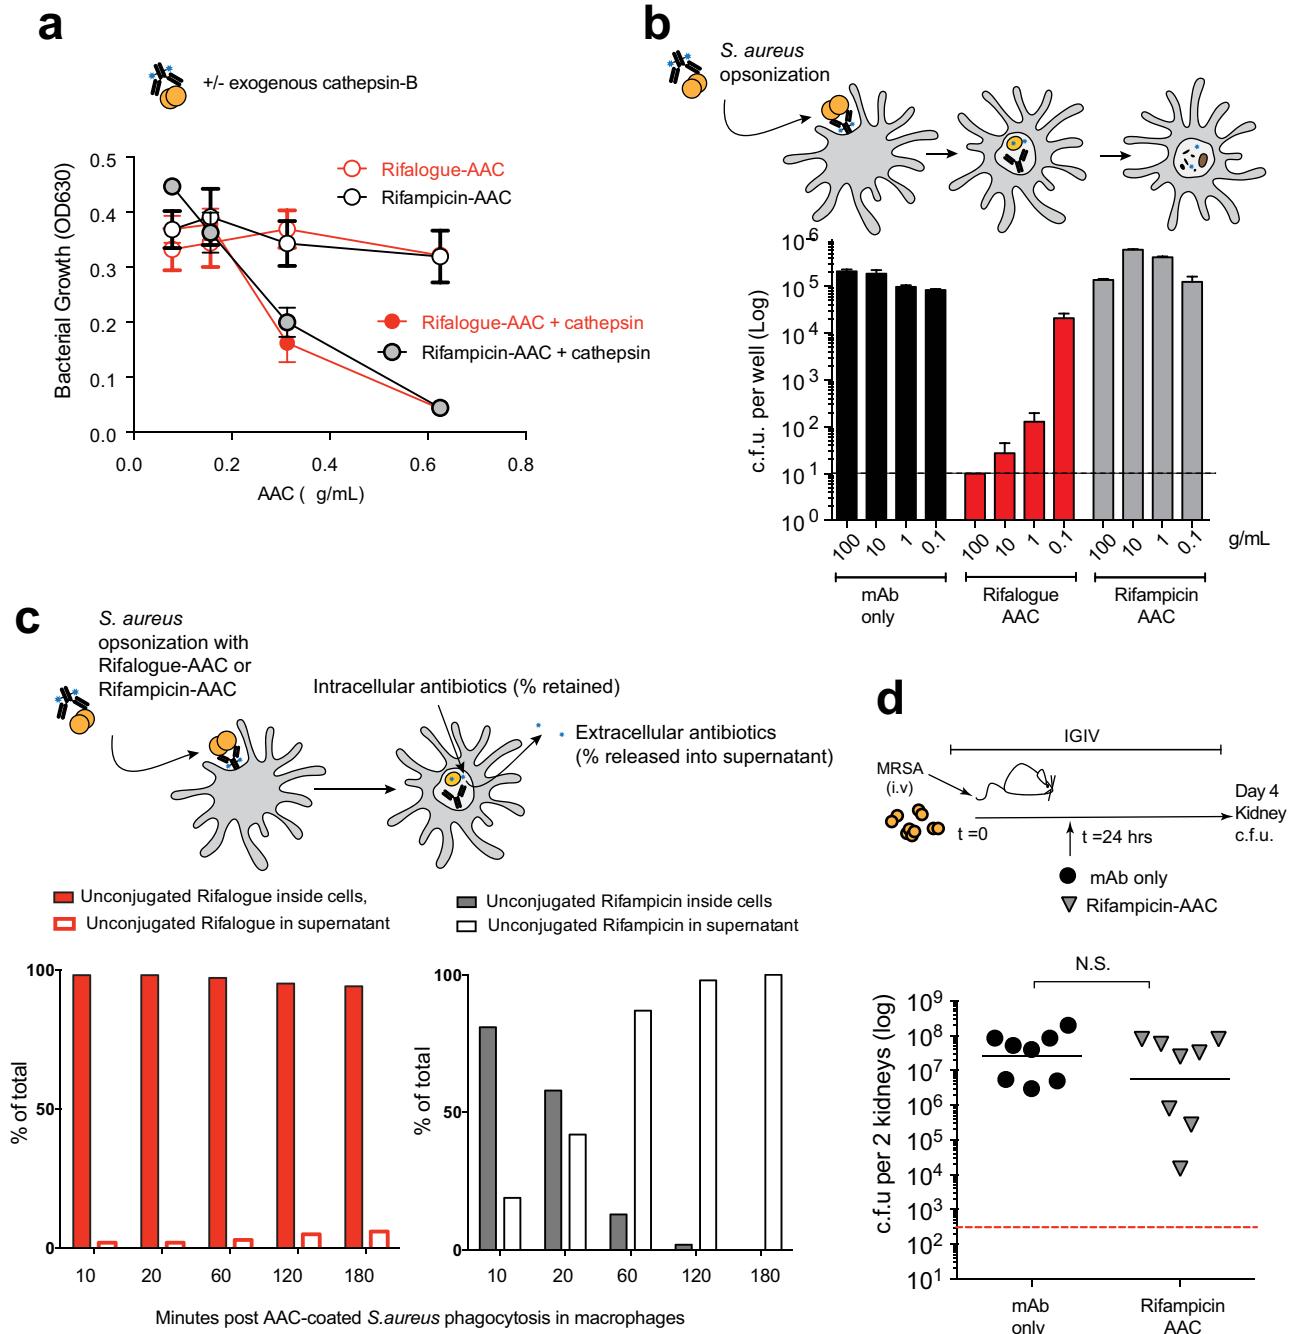 a
+/- exogenous cathepsin-B
0.5
0.4
0.3
0.2
0.1
0.0
Bacterial Growth (OD630)
Rifalogue-AAC
Rifampicin-AAC
Rifalogue-AAC + cathepsin
Rifampicin-AAC + cathepsin
0.0 0.2 0.4 0.6 0.8
AAC ( g/mL)
b
S. aureus
opsonization
10-6
10^5
10^4
10^3
10^2
10^1
10^0
c.f.u. per well (Log)
100 10 1 0.1 100 10 1 0.1 100 10 1 0.1 g/mL
mAb
only
Rifalogue
AAC
Rifampicin
AAC
c
S. aureus
opsonization with
Rifalogue-AAC or
Rifampicin-AAC
Intracellular antibiotics (% retained)
Extracellular antibiotics
(% released into supernatant)
Unconjugated Rifalogue inside cells,
Unconjugated Rifalogue in supernatant
Unconjugated Rifampicin inside cells
Unconjugated Rifampicin in supernatant
100
50
0
% of total
10 20 60 120 180
100
50
0
% of total
10 20 60 120 180
Minutes post AAC-coated S.aureus phagocytosis in macrophages
d
IGIV
MRSA
(i.v)
t =0
t =24 hrs
Day 4
Kidney
c.f.u.
mAb only
Rifampicin-AAC
N.S.
10^9
10^8
10^7
10^6
10^5
10^4
10^3
10^2
10^1
c.f.u per 2 kidneys (log)
mAb
only
Rifampicin
AAC